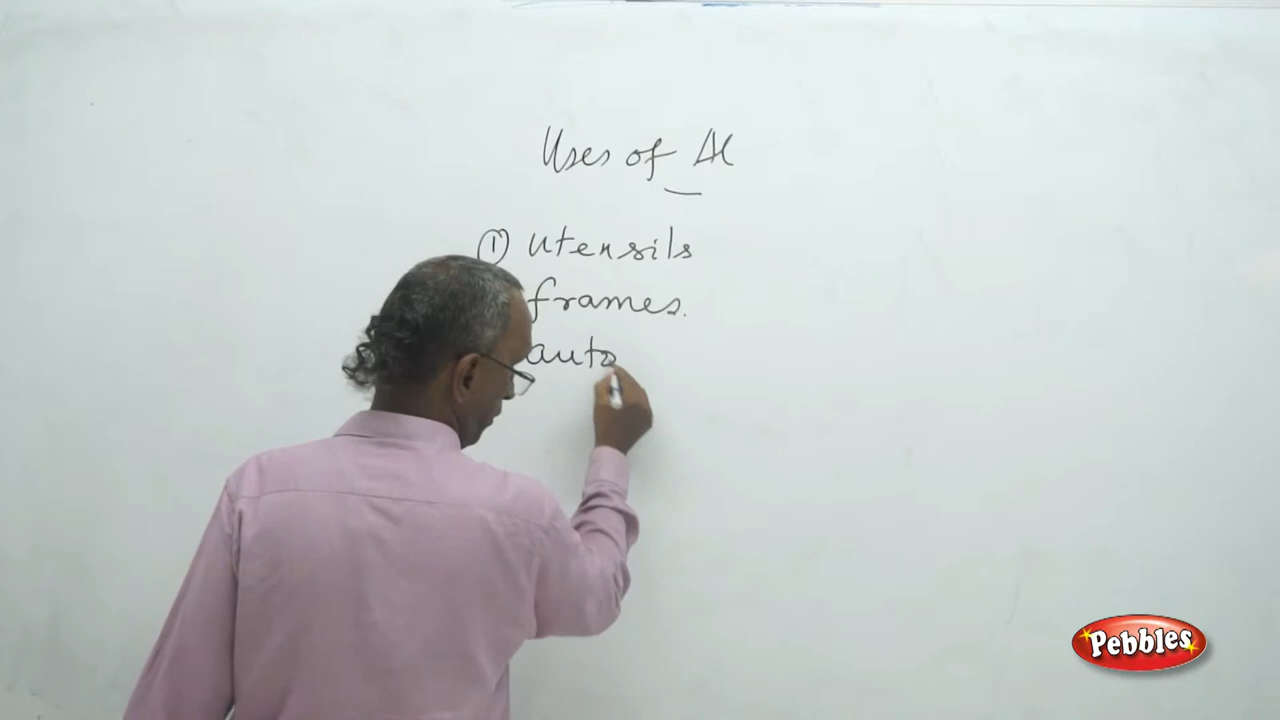 Uses of Al
① utensils
frames.
auto
Pebbles